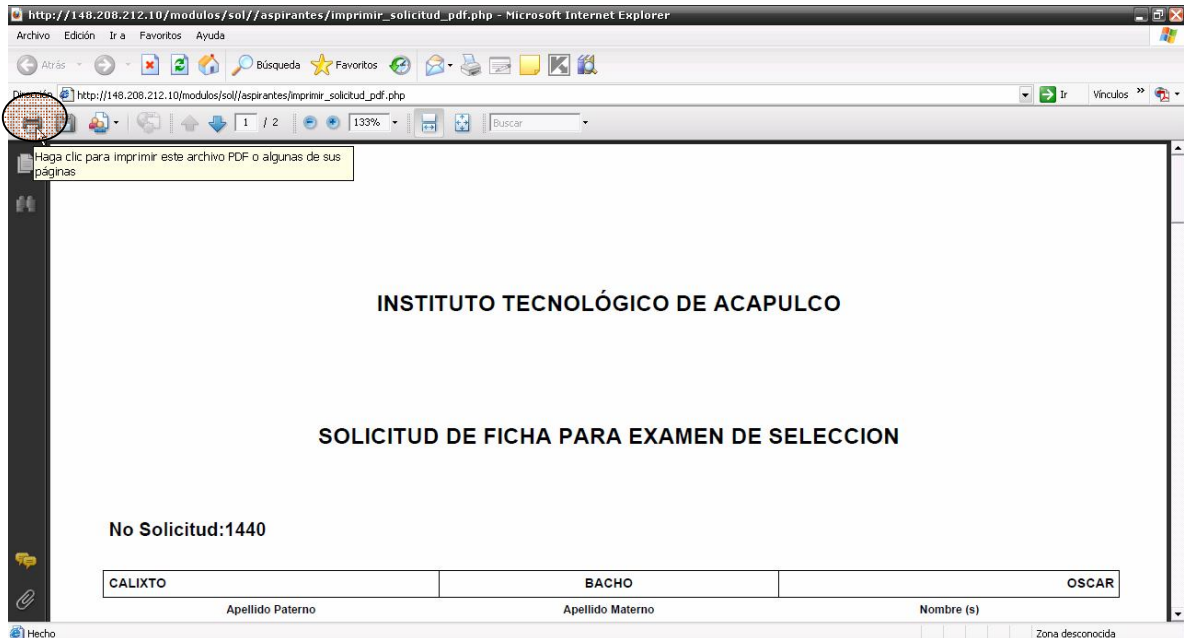 http://148.208.212.10/modulos/sol//aspirantes/imprimir_solicitud_pdf.php - Microsoft Internet Explorer
Archivo Edición Ir a Favoritos Ayuda
Atrás Búsqueda Favoritos
Dirección http://148.208.212.10/modulos/sol//aspirantes/imprimir_solicitud_pdf.php Ir Vínculos »
1 / 2 133% Buscar
Haga clic para imprimir este archivo PDF o algunas de sus
páginas
INSTITUTO TECNOLÓGICO DE ACAPULCO
SOLICITUD DE FICHA PARA EXAMEN DE SELECCION
No Solicitud:1440
CALIXTO BACHO OSCAR
Apellido Paterno Apellido Materno Nombre (s)
Hecho Zona desconocida